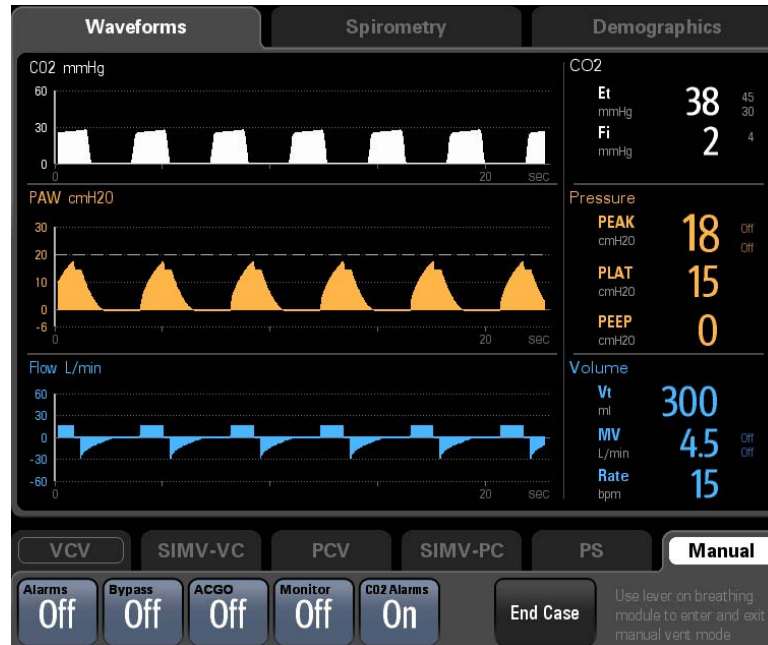 Waveforms
Spirometry
Demographics
CO2 mmHg
60
30
0
0
20
sec
PAW cmH20
30
20
10
0
-6
0
20
sec
Flow L/min
60
30
0
-30
-60
0
20
sec
CO2
Et
mmHg
38
45
30
Fi
mmHg
2
4
Pressure
PEAK
cmH20
18
Off
Off
PLAT
cmH20
15
PEEP
cmH20
0
Volume
Vt
ml
300
MV
L/min
4.5
Off
Off
Rate
bpm
15
VCV
SIMV-VC
PCV
SIMV-PC
PS
Manual
Alarms
Off
Bypass
Off
ACGO
Off
Monitor
Off
CO2 Alarms
On
End Case
Use lever on breathing
module to enter and exit
manual vent mode